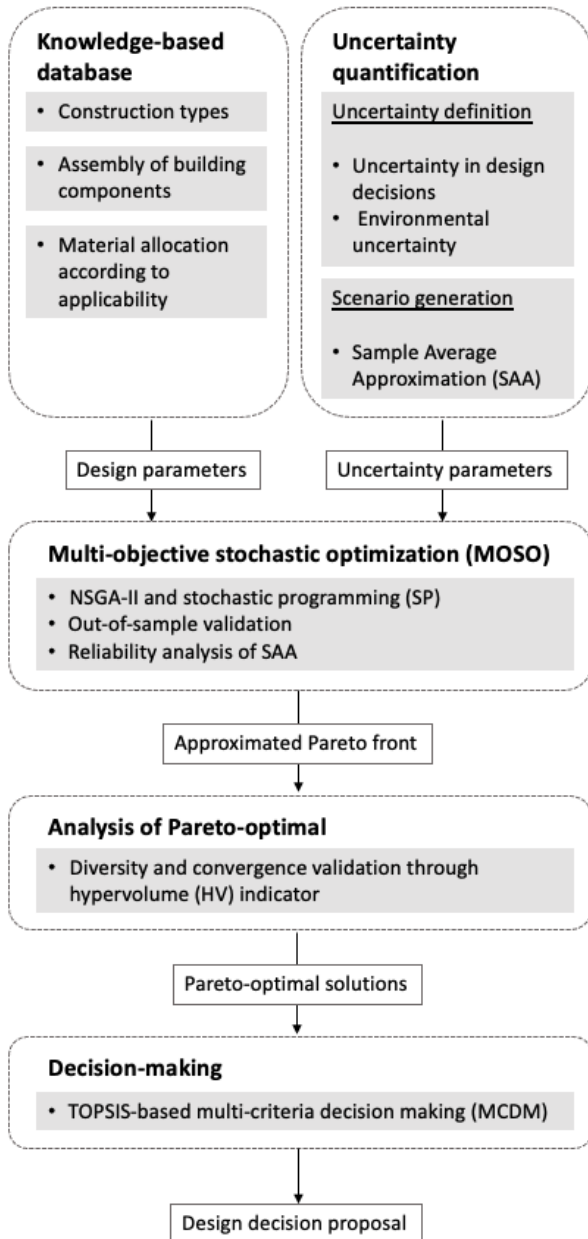 Knowledge-based
database
• Construction types
• Assembly of building
components
• Material allocation
according to
applicability
Uncertainty
quantification
Uncertainty definition
• Uncertainty in design
decisions
• Environmental
uncertainty
Scenario generation
• Sample Average
Approximation (SAA)
Design parameters
Uncertainty parameters
Multi-objective stochastic optimization (MOSO)
• NSGA-II and stochastic programming (SP)
• Out-of-sample validation
• Reliability analysis of SAA
Approximated Pareto front
Analysis of Pareto-optimal
• Diversity and convergence validation through
hypervolume (HV) indicator
Pareto-optimal solutions
Decision-making
• TOPSIS-based multi-criteria decision making (MCDM)
Design decision proposal